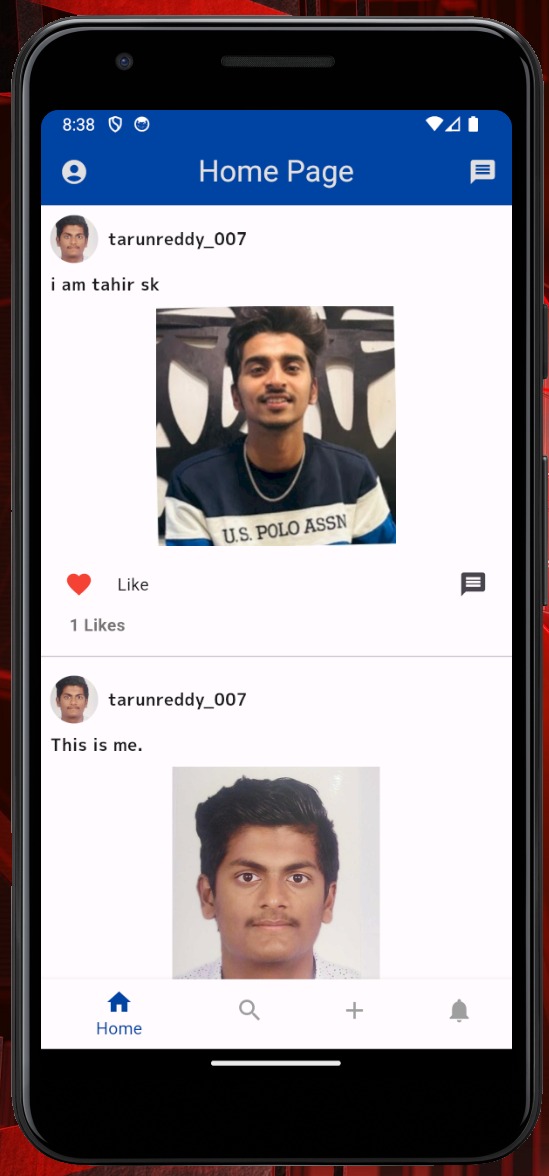 8:38
Home Page
tarunreddy_007
i am tahir sk
U.S. POLO ASSN
Like
1 Likes
tarunreddy_007
This is me.
Home